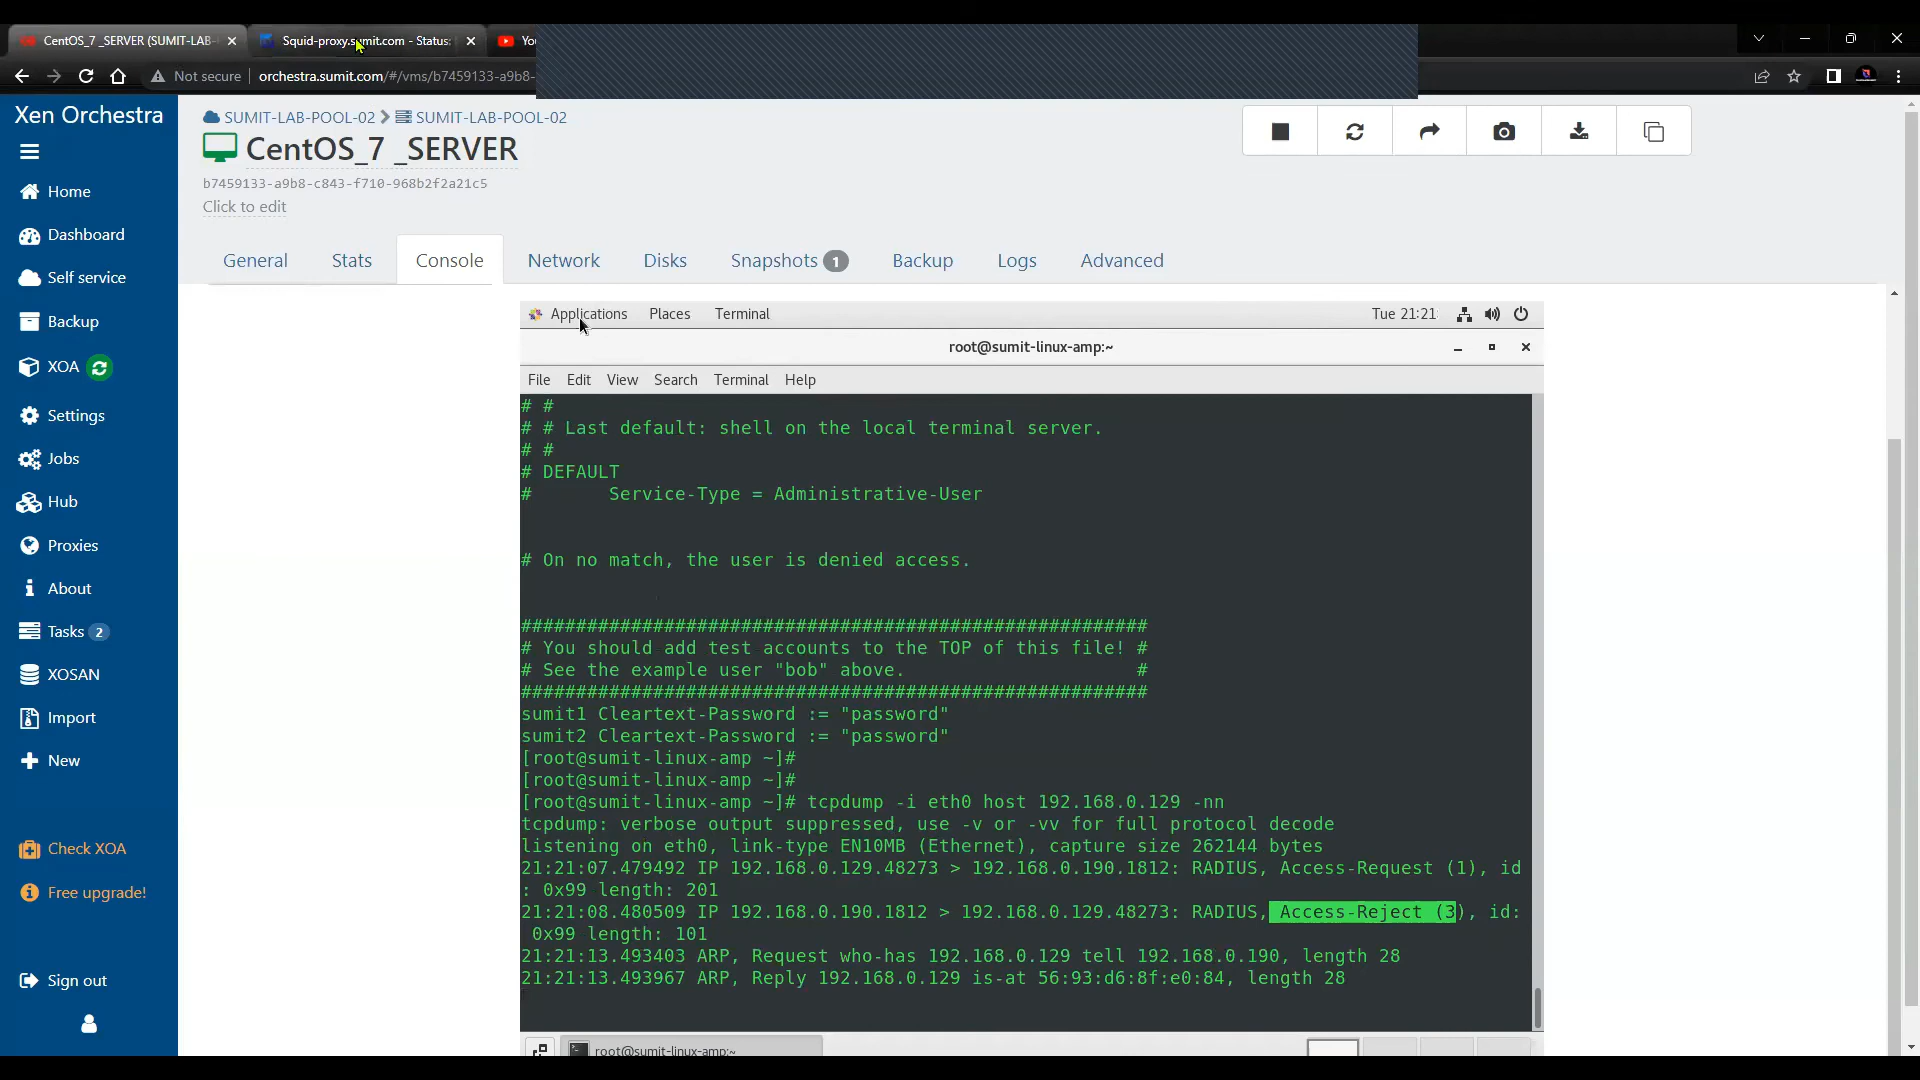 CentOS_7 _SERVER (SUMIT-LAB-
Squid-proxy.sumit.com - Status:
Yo
Not secure
orchestra.sumit.com/#/vms/b7459133-a9b8-
Xen Orchestra
Home
Dashboard
Self service
Backup
XOA
Settings
Jobs
Hub
Proxies
About
Tasks 2
XOSAN
Import
New
Check XOA
Free upgrade!
Sign out
SUMIT-LAB-POOL-02
SUMIT-LAB-POOL-02
CentOS_7 _SERVER
b7459133-a9b8-c843-f710-968b2f2a21c5
Click to edit
General
Stats
Console
Network
Disks
Snapshots 1
Backup
Logs
Advanced
Applications Places Terminal
Tue 21:21
root@sumit-linux-amp:~
File Edit View Search Terminal Help
# #
# # Last default: shell on the local terminal server.
# #
# DEFAULT
#       Service-Type = Administrative-User
# On no match, the user is denied access.
#########################################################
# You should add test accounts to the TOP of this file! #
# See the example user "bob" above.                     #
#########################################################
sumit1 Cleartext-Password := "password"
sumit2 Cleartext-Password := "password"
[root@sumit-linux-amp ~]#
[root@sumit-linux-amp ~]#
[root@sumit-linux-amp ~]# tcpdump -i eth0 host 192.168.0.129 -nn
tcpdump: verbose output suppressed, use -v or -vv for full protocol decode
listening on eth0, link-type EN10MB (Ethernet), capture size 262144 bytes
21:21:07.479492 IP 192.168.0.129.48273 > 192.168.0.190.1812: RADIUS, Access-Request (1), id
: 0x99 length: 201
21:21:08.480509 IP 192.168.0.190.1812 > 192.168.0.129.48273: RADIUS, Access-Reject (3), id:
 0x99 length: 101
21:21:13.493403 ARP, Request who-has 192.168.0.129 tell 192.168.0.190, length 28
21:21:13.493967 ARP, Reply 192.168.0.129 is-at 56:93:d6:8f:e0:84, length 28
root@sumit-linux-amp:~